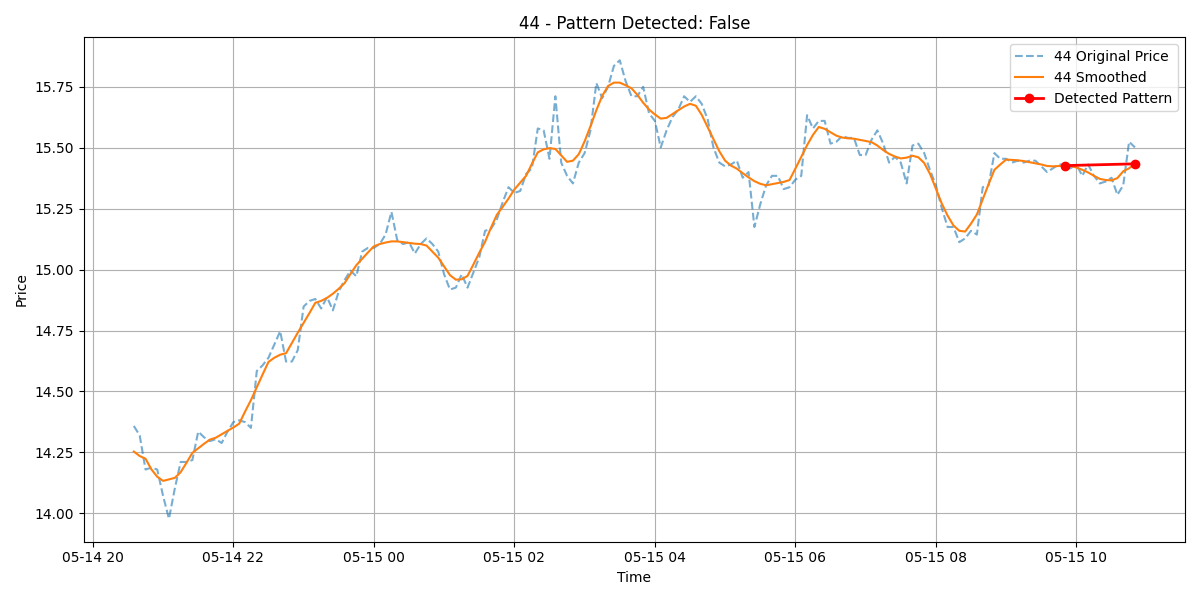 44 - Pattern Detected: False
44 Original Price
44 Smoothed
Detected Pattern
Price
15.75
15.50
15.25
15.00
14.75
14.50
14.25
14.00
05-14 20
05-14 22
05-15 00
05-15 02
05-15 04
05-15 06
05-15 08
05-15 10
Time